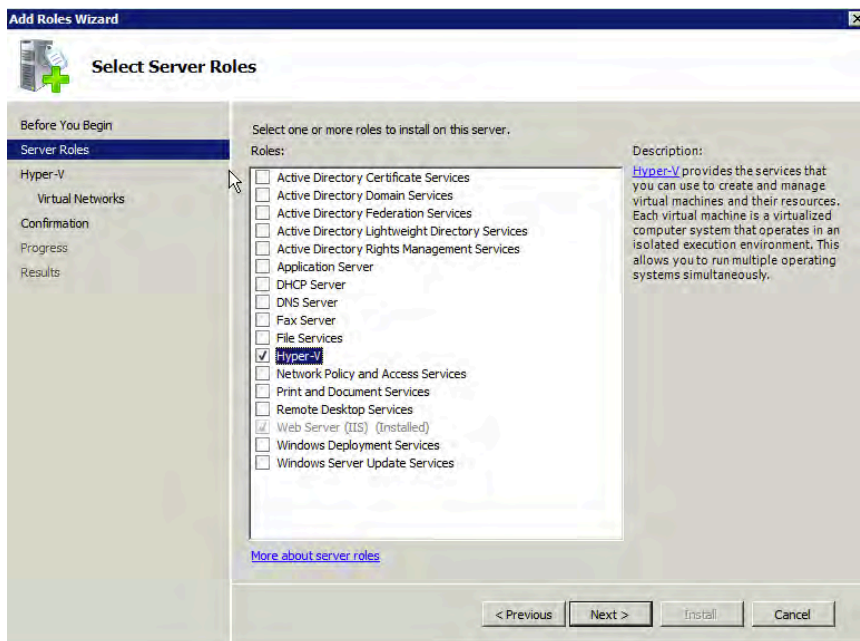 Add Roles Wizard
Select Server Roles
Before You Begin
Server Roles
Hyper-V
Virtual Networks
Confirmation
Progress
Results
Select one or more roles to install on this server.
Roles:
Active Directory Certificate Services
Active Directory Domain Services
Active Directory Federation Services
Active Directory Lightweight Directory Services
Active Directory Rights Management Services
Application Server
DHCP Server
DNS Server
Fax Server
File Services
Hyper-V
Network Policy and Access Services
Print and Document Services
Remote Desktop Services
Web Server (IIS) (Installed)
Windows Deployment Services
Windows Server Update Services
More about server roles
Description:
Hyper-V provides the services that
you can use to create and manage
virtual machines and their resources.
Each virtual machine is a virtualized
computer system that operates in an
isolated execution environment. This
allows you to run multiple operating
systems simultaneously.
< Previous
Next >
Install
Cancel